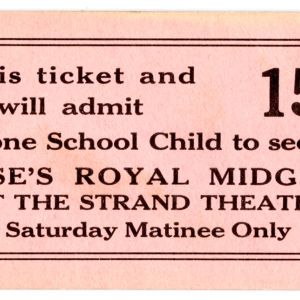 is ticket and
will admit
15
one School Child to se
SE'S ROYAL MIDG
T THE STRAND THEAT
Saturday Matinee Only